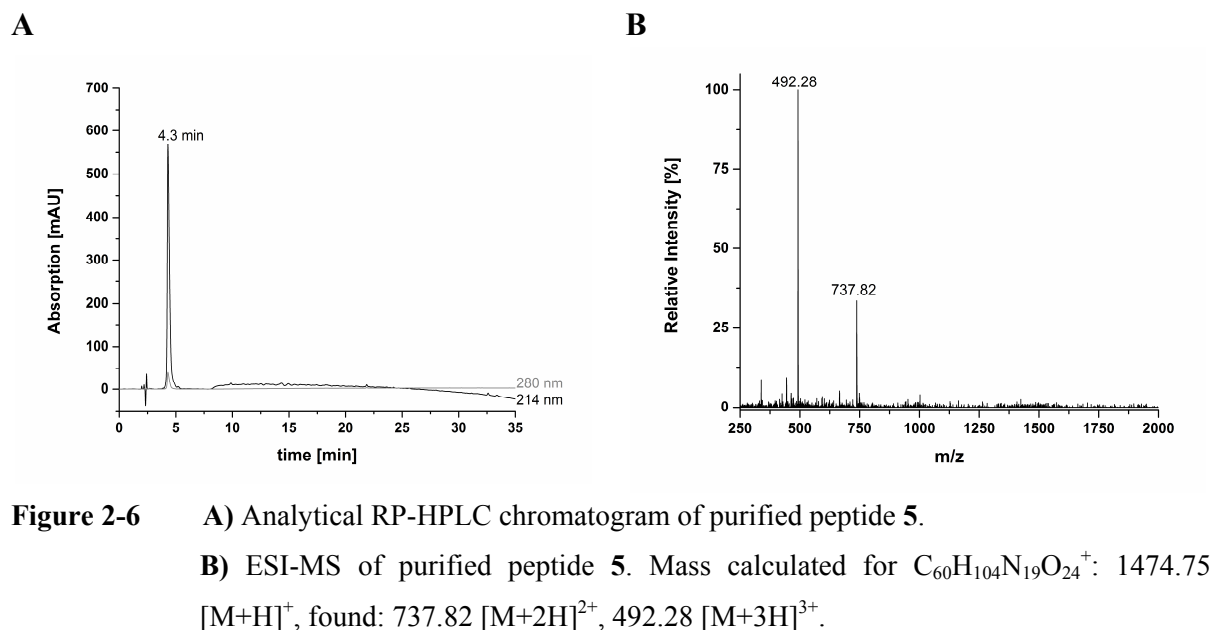 A
B
700
600
500
400
300
200
100
0
Absorption [mAU]
4.3 min
280 nm
214 nm
0 5 10 15 20 25 30 35
time [min]
100
75
50
25
0
Relative Intensity [%]
492.28
737.82
250 500 750 1000 1250 1500 1750 2000
m/z
Figure 2-6 A) Analytical RP-HPLC chromatogram of purified peptide 5.
B) ESI-MS of purified peptide 5. Mass calculated for C₆₀H₁₀₄N₁₉O₂₄⁺: 1474.75
[M+H]⁺, found: 737.82 [M+2H]²⁺, 492.28 [M+3H]³⁺.